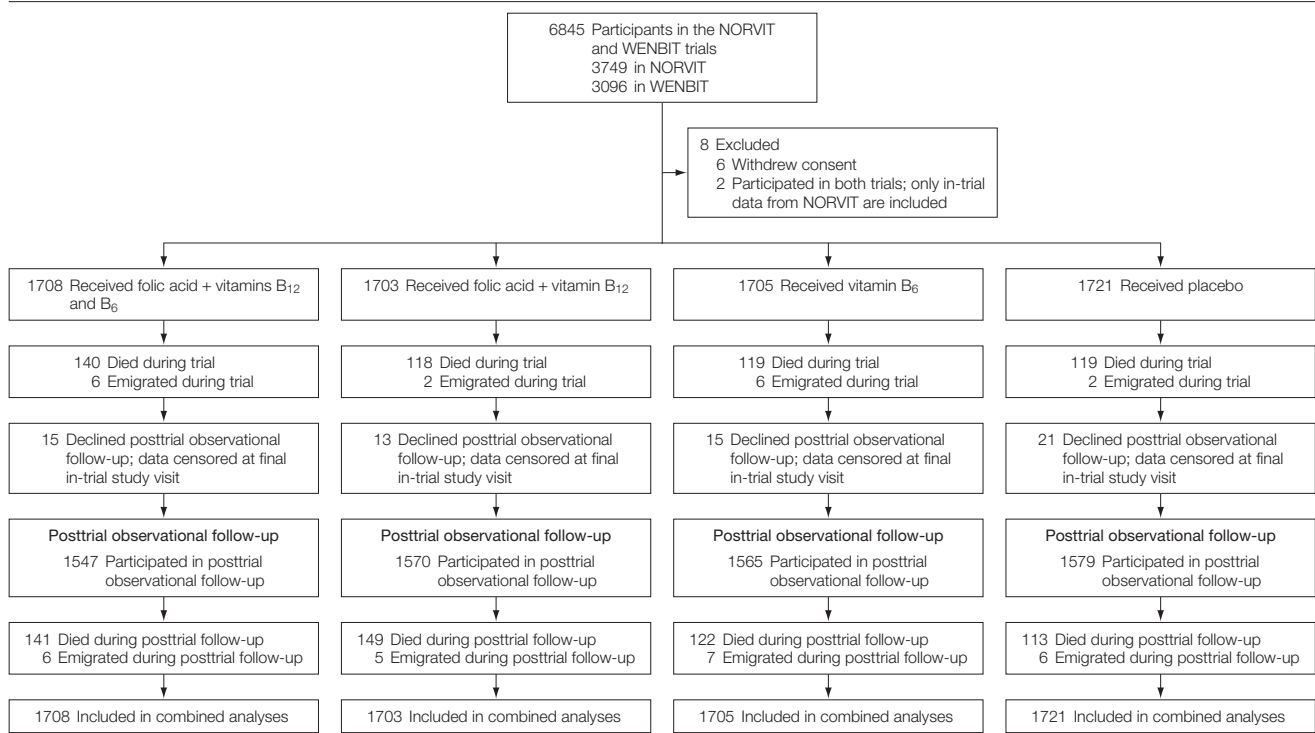 6845 Participants in the NORVIT
and WENBIT trials
3749 in NORVIT
3096 in WENBIT
8 Excluded
6 Withdrew consent
2 Participated in both trials; only in-trial
data from NORVIT are included
1708 Received folic acid + vitamins B12
and B6
1703 Received folic acid + vitamin B12
1705 Received vitamin B6
1721 Received placebo
140 Died during trial
6 Emigrated during trial
118 Died during trial
2 Emigrated during trial
119 Died during trial
6 Emigrated during trial
119 Died during trial
2 Emigrated during trial
15 Declined posttrial observational
follow-up; data censored at final
in-trial study visit
13 Declined posttrial observational
follow-up; data censored at final
in-trial study visit
15 Declined posttrial observational
follow-up; data censored at final
in-trial study visit
21 Declined posttrial observational
follow-up; data censored at final
in-trial study visit
Posttrial observational follow-up
1547 Participated in posttrial
observational follow-up
Posttrial observational follow-up
1570 Participated in posttrial
observational follow-up
Posttrial observational follow-up
1565 Participated in posttrial
observational follow-up
Posttrial observational follow-up
1579 Participated in posttrial
observational follow-up
141 Died during posttrial follow-up
6 Emigrated during posttrial follow-up
149 Died during posttrial follow-up
5 Emigrated during posttrial follow-up
122 Died during posttrial follow-up
7 Emigrated during posttrial follow-up
113 Died during posttrial follow-up
6 Emigrated during posttrial follow-up
1708 Included in combined analyses
1703 Included in combined analyses
1705 Included in combined analyses
1721 Included in combined analyses